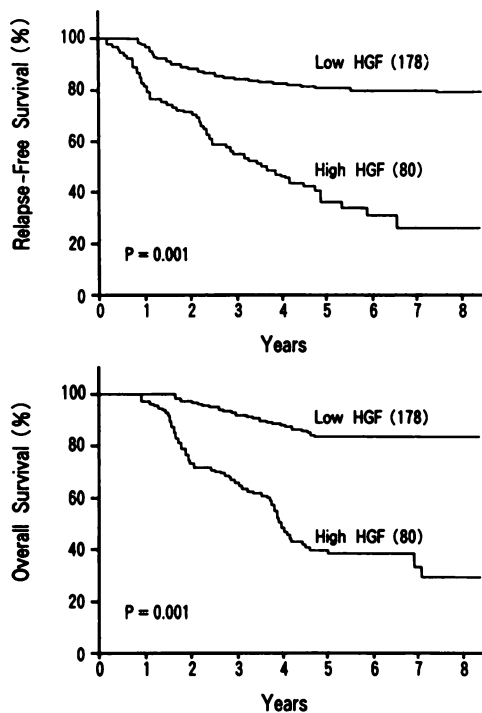 Relapse-Free Survival (%)
100
80
60
40
20
0
Low HGF (178)
High HGF (80)
P = 0.001
0 1 2 3 4 5 6 7 8
Years
Overall Survival (%)
100
80
60
40
20
0
Low HGF (178)
High HGF (80)
P = 0.001
0 1 2 3 4 5 6 7 8
Years